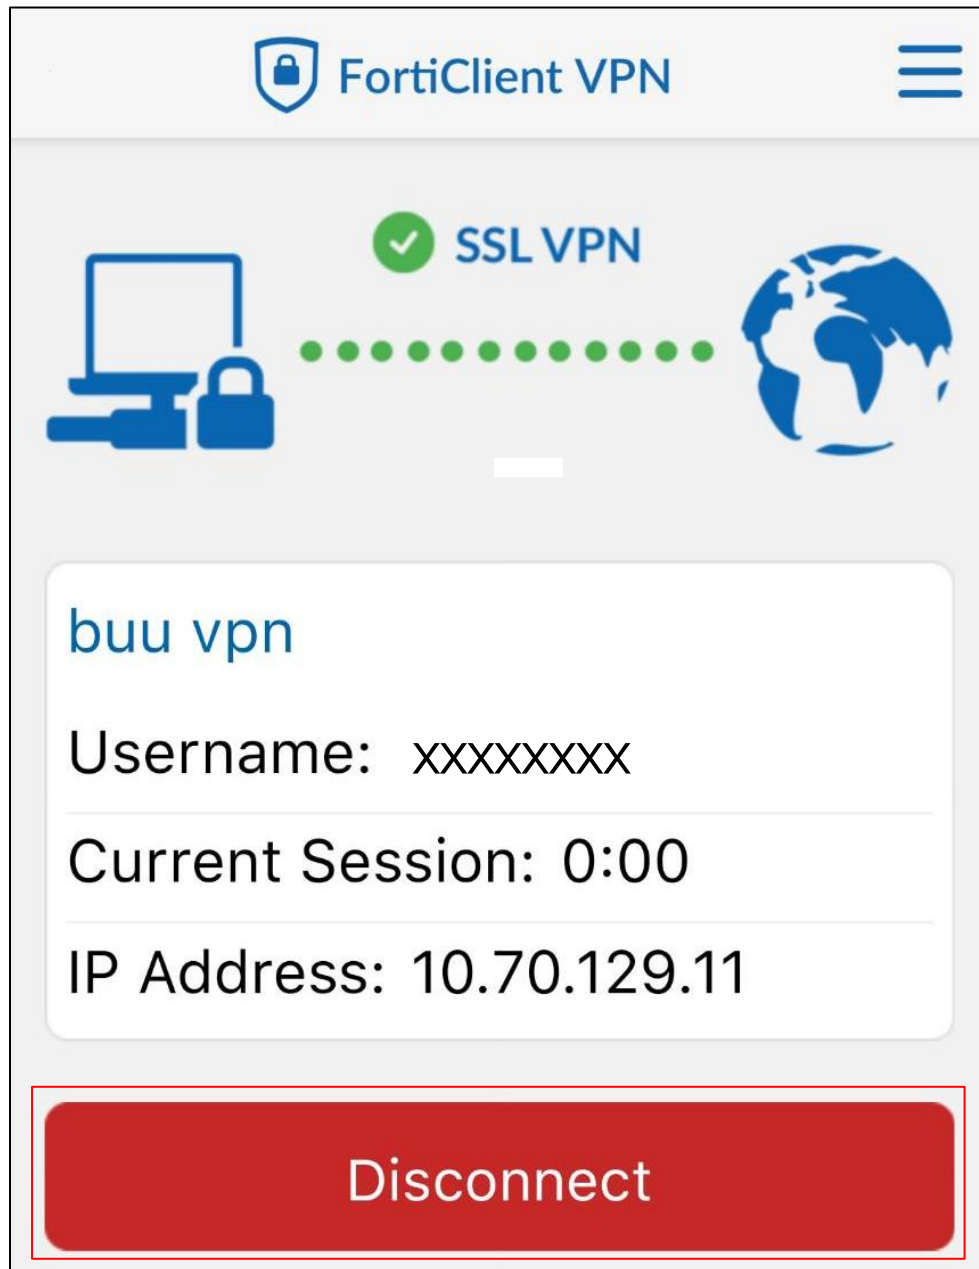 FortiClient VPN
SSL VPN
buu vpn
Username: xxxxxxxx
Current Session: 0:00
IP Address: 10.70.129.11
Disconnect